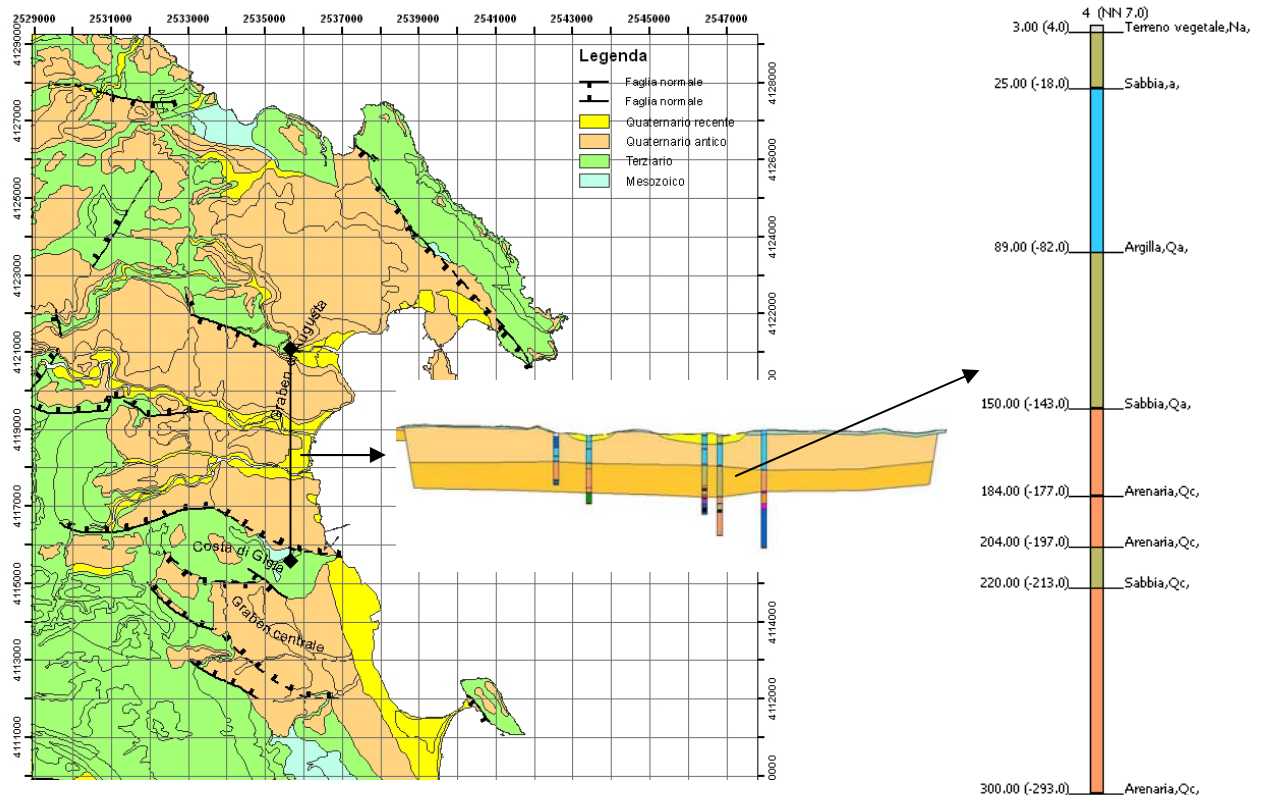 2529000 2531000 2533000 2535000 2537000 2539000 2541000 2543000 2545000 2547000
4129000
4127000
4125000
4123000
4121000
4119000
4117000
4115000
4113000
4111000
Legenda
Faglia normale
Faglia normale
Quaternario recente
Quaternario antico
Terziario
Mesozoico
4128000
4126000
4124000
4122000
4118000
4116000
4114000
4112000
Augusta
Costa di Gigia
Graben centrale
4 (NN 7.0)
3.00 (4.0) Terreno vegetale,Na,
25.00 (-18.0) Sabbia,a,
89.00 (-82.0) Argilla,Qa,
150.00 (-143.0) Sabbia,Qa,
184.00 (-177.0) Arenaria,Qc,
204.00 (-197.0) Arenaria,Qc,
220.00 (-213.0) Sabbia,Qc,
300.00 (-293.0) Arenaria,Qc,